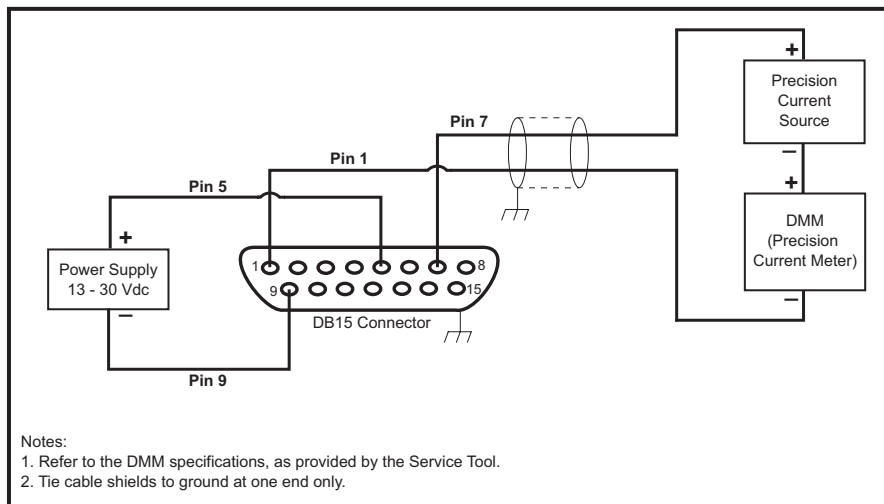 +
Precision
Current
Source
Pin 7
–
Pin 1
+
Pin 5
DMM
(Precision
Current Meter)
+
Power Supply
13 - 30 Vdc
1
8
–
9
15
–
DB15 Connector
Pin 9
Notes:
1. Refer to the DMM specifications, as provided by the Service Tool.
2. Tie cable shields to ground at one end only.